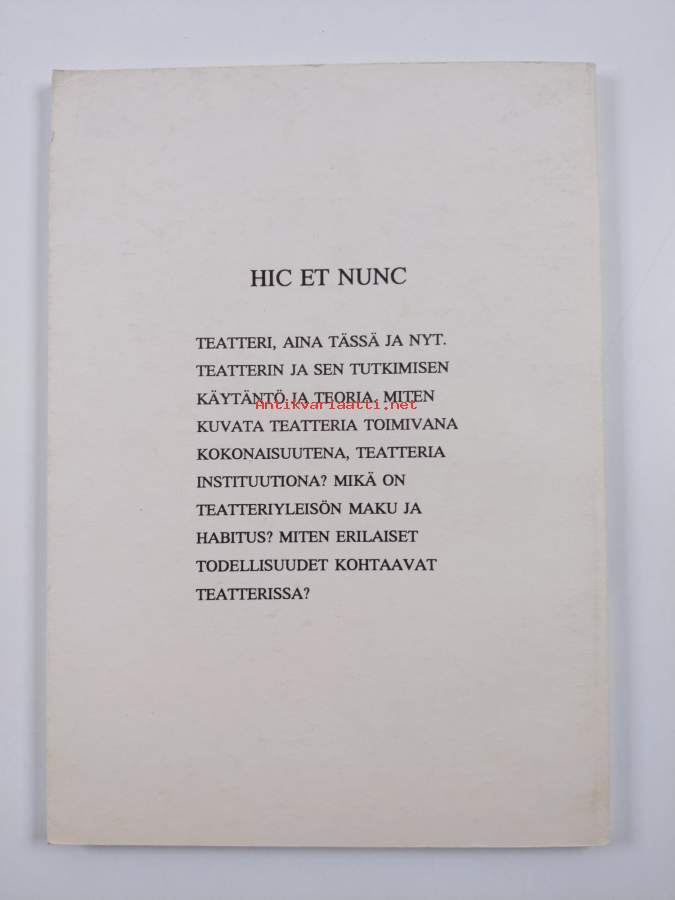 HIC ET NUNC
TEATTERI, AINA TÄSSÄ JA NYT.
TEATTERIN JA SEN TUTKIMISEN
KÄYTÄNTÖ JA TEORIA. MITEN
Antikvariaatti.net
KUVATA TEATTERIA TOIMIVANA
KOKONAISUUTENA, TEATTERIA
INSTITUUTIONA? MIKÄ ON
TEATTERIYLEISÖN MAKU JA
HABITUS? MITEN ERILAISET
TODELLISUUDET KOHTAAVAT
TEATTERISSA?